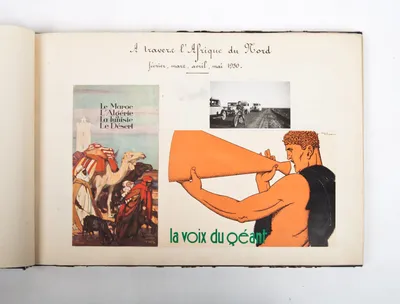 A travers l'Afrique du Nord
février, mars, avril, mai 1930.
Le Maroc
L'Algérie
La Tunisie
Le Désert
la voix du géant